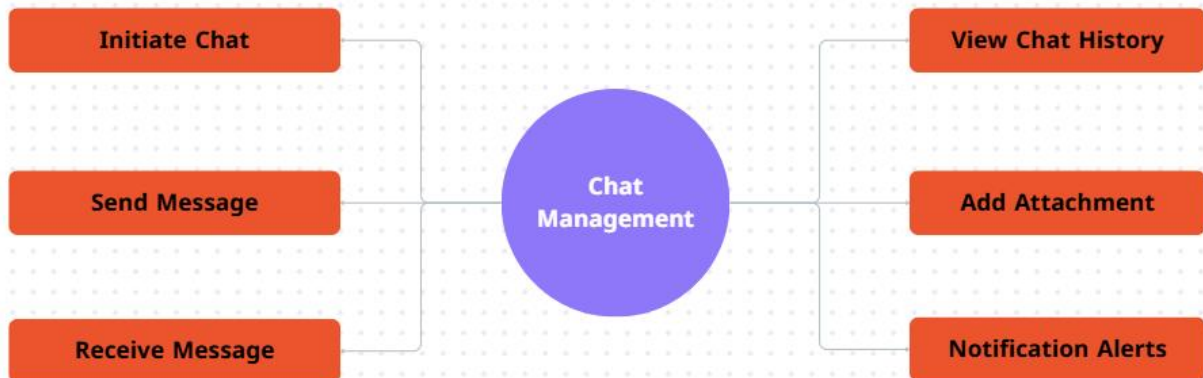 Initiate Chat
View Chat History
Send Message
Chat
Management
Add Attachment
Receive Message
Notification Alerts